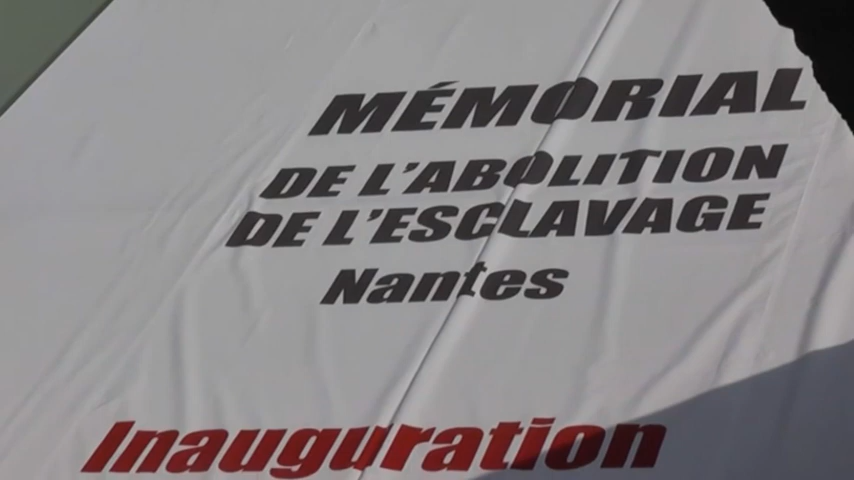 MÉMORIAL
DE L'ABOLITION
DE L'ESCLAVAGE
Nantes
Inauguration